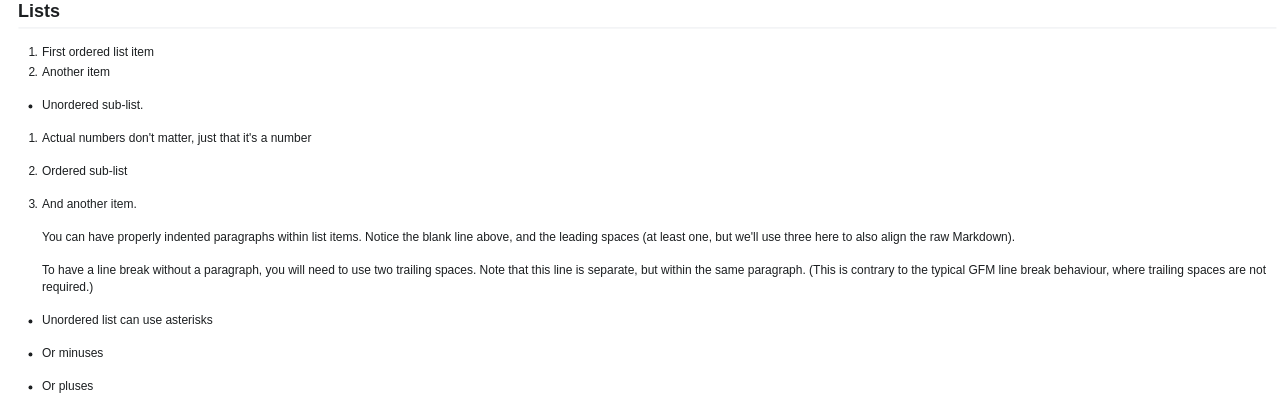 Lists
1. First ordered list item
2. Another item
• Unordered sub-list.
1. Actual numbers don't matter, just that it's a number
2. Ordered sub-list
3. And another item.
You can have properly indented paragraphs within list items. Notice the blank line above, and the leading spaces (at least one, but we'll use three here to also align the raw Markdown).
To have a line break without a paragraph, you will need to use two trailing spaces. Note that this line is separate, but within the same paragraph. (This is contrary to the typical GFM line break behaviour, where trailing spaces are not
required.)
• Unordered list can use asterisks
• Or minuses
• Or pluses